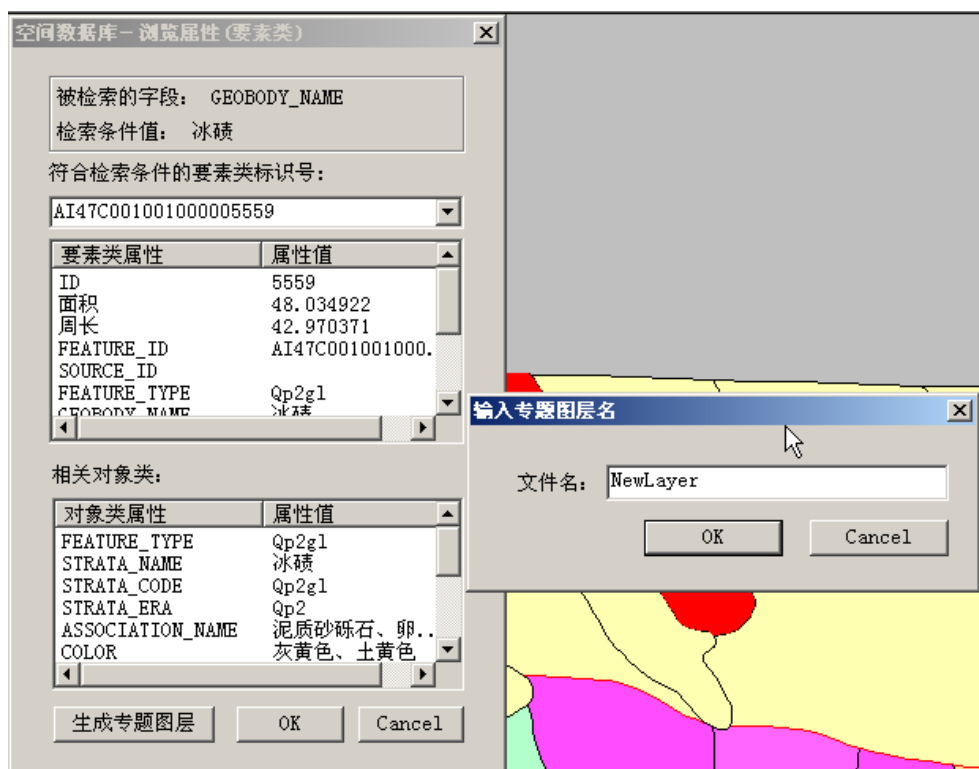 空间数据库－浏览属性(要素类)
被检索的字段： GEOBODY_NAME
检索条件值： 冰碛
符合检索条件的要素类标识号：
AI47C001001000005559
要素类属性 属性值
ID 5559
面积 48.034922
周长 42.970371
FEATURE_ID AI47C001001000.
SOURCE_ID
FEATURE_TYPE Qp2gl
GEOBODY_NAME 冰碛
相关对象类：
对象类属性 属性值
FEATURE_TYPE Qp2gl
STRATA_NAME 冰碛
STRATA_CODE Qp2gl
STRATA_ERA Qp2
ASSOCIATION_NAME 泥质砂砾石、卵..
COLOR 灰黄色、土黄色
生成专题图层 OK Cancel
输入专题图层名
文件名： NewLayer
OK Cancel